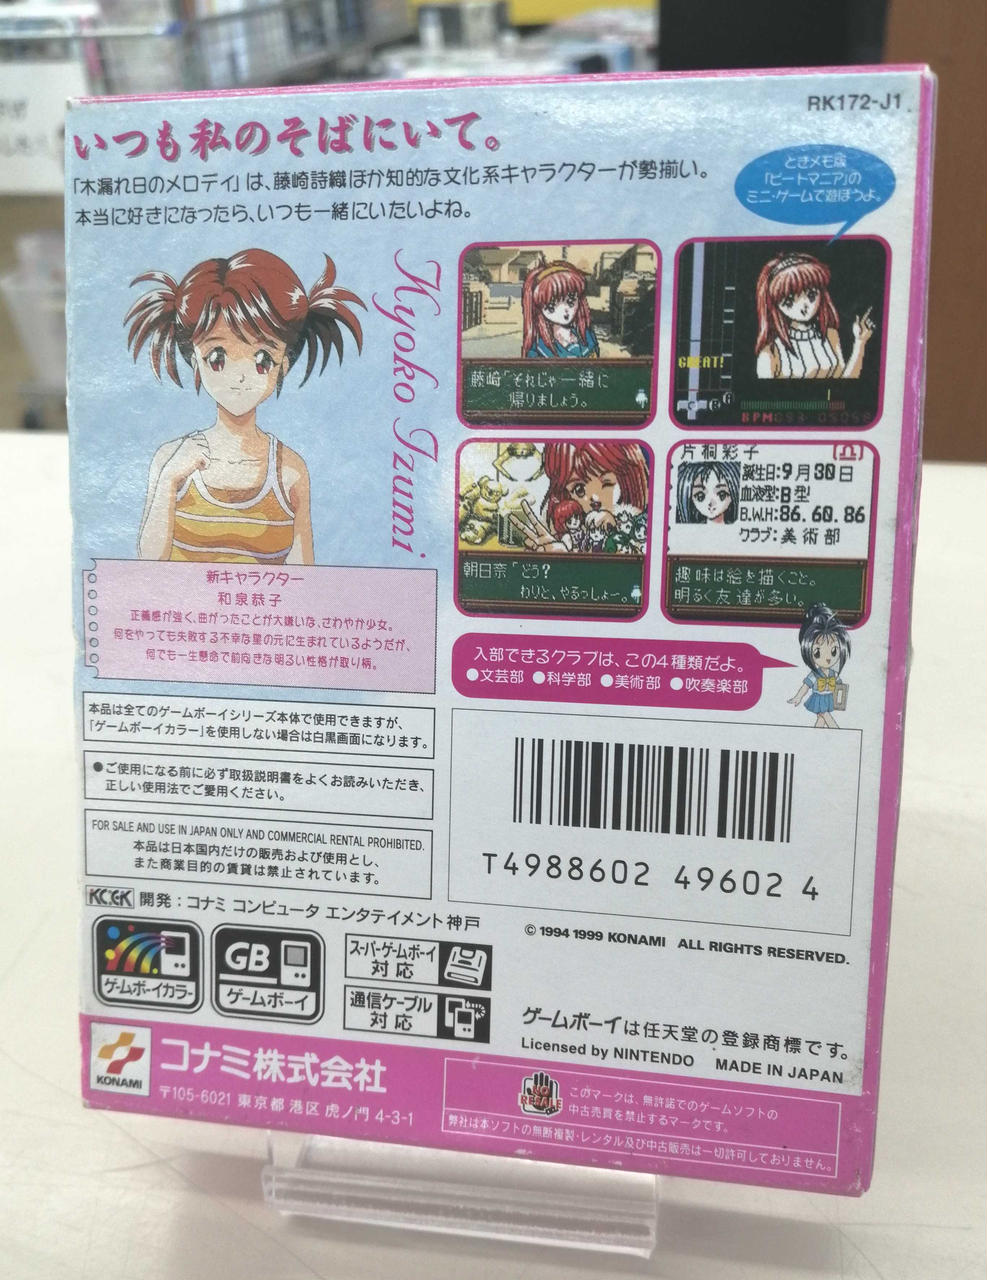 RK172-J1
いつも私のそばにいて。
「木漏れ日のメロディ」は、藤崎詩織ほか知的な文化系キャラクターが勢揃い。
本当に好きになったら、いつも一緒にいたいよね。
ときメモ版
「ビートマニア」の
ミニ・ゲームで遊ぼうよ。
Kyoko Izumi
藤崎「それじゃ一緒に
帰りましょう。
GREAT!
BPM
朝日奈「どう?
わりと、やるっしょ~。
片桐彩子
誕生日:9月30日
血液型:B型
B.W.H:86.60.86
クラブ:美術部
趣味は絵を描くこと。
明るく友達が多い。
新キャラクター
和泉恭子
正義感が強く、曲がったことが大嫌いな、さわやか少女。
何をやっても失敗する不幸な星の元に生まれているようだが、
何でも一生懸命で前向きな明るい性格が取り柄。
入部できるクラブは、この4種類だよ。
●文芸部 ●科学部 ●美術部 ●吹奏楽部
本品は全てのゲームボーイシリーズ本体で使用できますが、
「ゲームボーイカラー」を使用しない場合は白黒画面になります。
●ご使用になる前に必ず取扱説明書をよくお読みいただき、
正しい使用法でご愛用ください。
FOR SALE AND USE IN JAPAN ONLY AND COMMERCIAL RENTAL PROHIBITED.
本品は日本国内だけの販売および使用とし、
また商業目的の賃貸は禁止されています。
T4988602 49602 4
KCEK 開発:コナミ コンピュータ エンタテイメント神戸
© 1994 1999 KONAMI ALL RIGHTS RESERVED.
ゲームボーイカラー
GB
ゲームボーイ
スーパーゲームボーイ
対応
通信ケーブル
対応
ゲームボーイは任天堂の登録商標です。
Licensed by NINTENDO MADE IN JAPAN
KONAMI
コナミ株式会社
〒105-6021 東京都 港区 虎ノ門 4-3-1
NO RESALE
このマークは、無許諾でのゲームソフトの
中古売買を禁止するマークです。
弊社は本ソフトの無断複製・レンタル及び中古販売は一切許可しておりません。